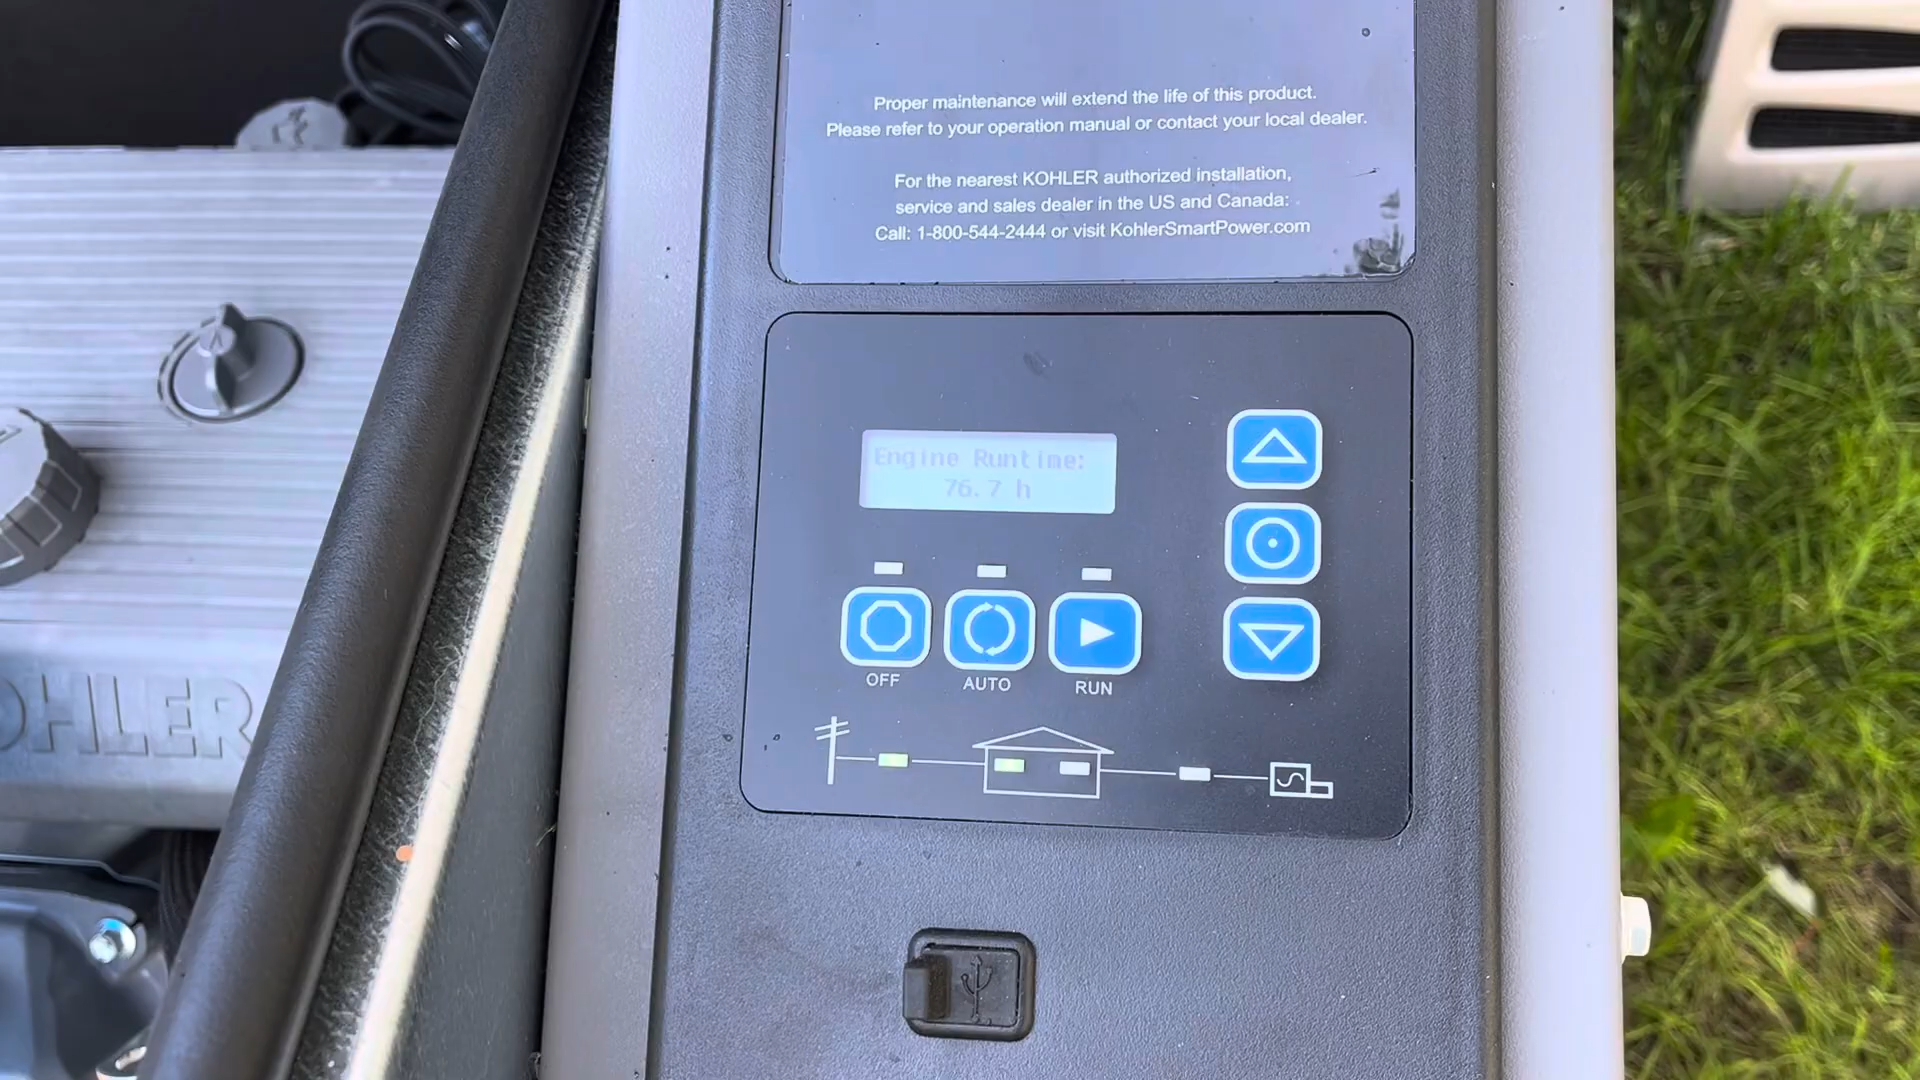 Proper maintenance will extend the life of this product.
Please refer to your operation manual or contact your local dealer.
For the nearest KOHLER authorized installation,
service and sales dealer in the US and Canada:
Call: 1-800-544-2444 or visit KohlerSmartPower.com
Engine Runtime:
76.7 h
OFF
AUTO
RUN
OHLER